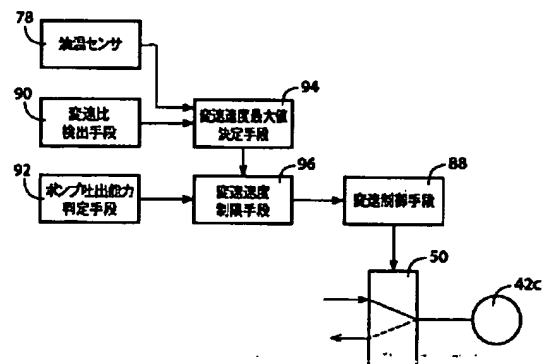 78
油温センサ
90
変速比
検出手段
94
変速速度最大値
決定手段
92
ポンプ吐出能力
判定手段
96
変速速度
制限手段
88
変速制御手段
50
42c